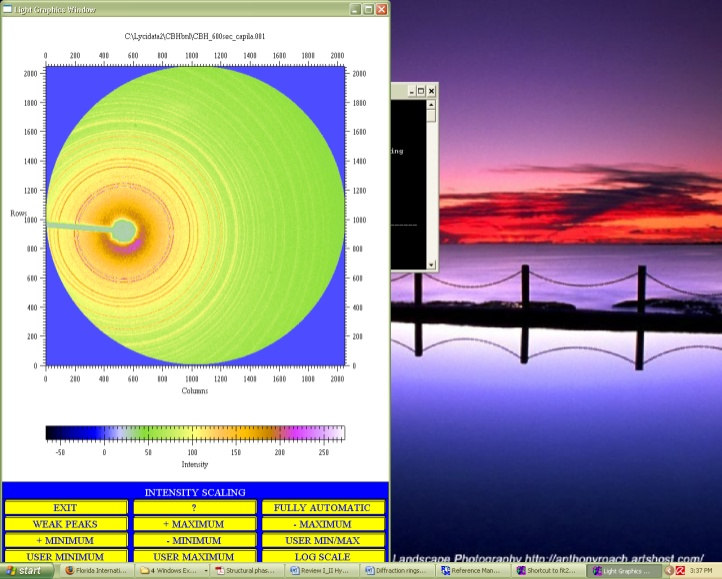 Light Graphics Window
C:\Lycidata2\CBHbnl\CBH_600sec_capila.001
0 200 400 600 800 1000 1200 1400 1600 1800 2000
2000 2000
1800 1800
1600 1600
1400 1400
1200 1200
Rows 1000 1000
800 800
600 600
400 400
200 200
0 0
0 200 400 600 800 1000 1200 1400 1600 1800 2000
Columns
-50 0 50 100 150 200 250
Intensity
INTENSITY SCALING
EXIT ? FULLY AUTOMATIC
WEAK PEAKS + MAXIMUM - MAXIMUM
+ MINIMUM - MINIMUM USER MIN/MAX
USER MINIMUM USER MAXIMUM LOG SCALE
ing
Landscape Photography http://anthonyroach.artshost.com/
start Florida Internati... 4 Windows Ex... Structural phas... Review I_II Hy... Diffraction rings... Reference Man... Shortcut to fit2... Light Graphics ... 3:37 PM